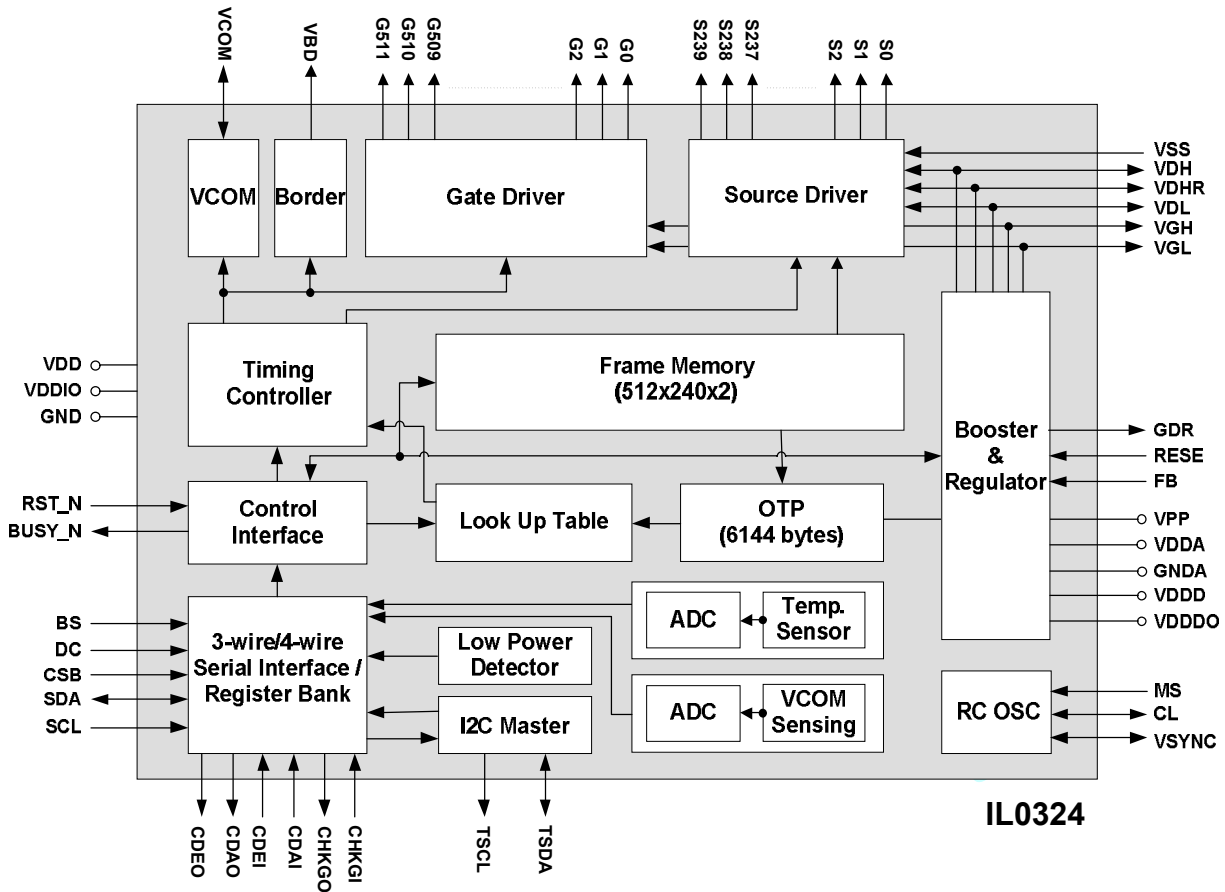 VCOM
VBD
G511
G510
G509
G2
G1
G0
S239
S238
S237
S2
S1
S0
VCOM
Border
Gate Driver
Source Driver
VSS
VDH
VDHR
VDL
VGH
VGL
VDD
VDDIO
GND
Timing
Controller
Frame Memory
(512x240x2)
Booster
&
Regulator
GDR
RESE
FB
VPP
VDDA
GNDA
VDDD
VDDDO
RST_N
BUSY_N
Control
Interface
Look Up Table
OTP
(6144 bytes)
BS
DC
CSB
SDA
SCL
3-wire/4-wire
Serial Interface /
Register Bank
Low Power
Detector
I2C Master
ADC
Temp.
Sensor
ADC
VCOM
Sensing
RC OSC
MS
CL
VSYNC
CDEO
CDAO
CDEI
CDAI
CHKGO
CHKGI
TSCL
TSDA
IL0324